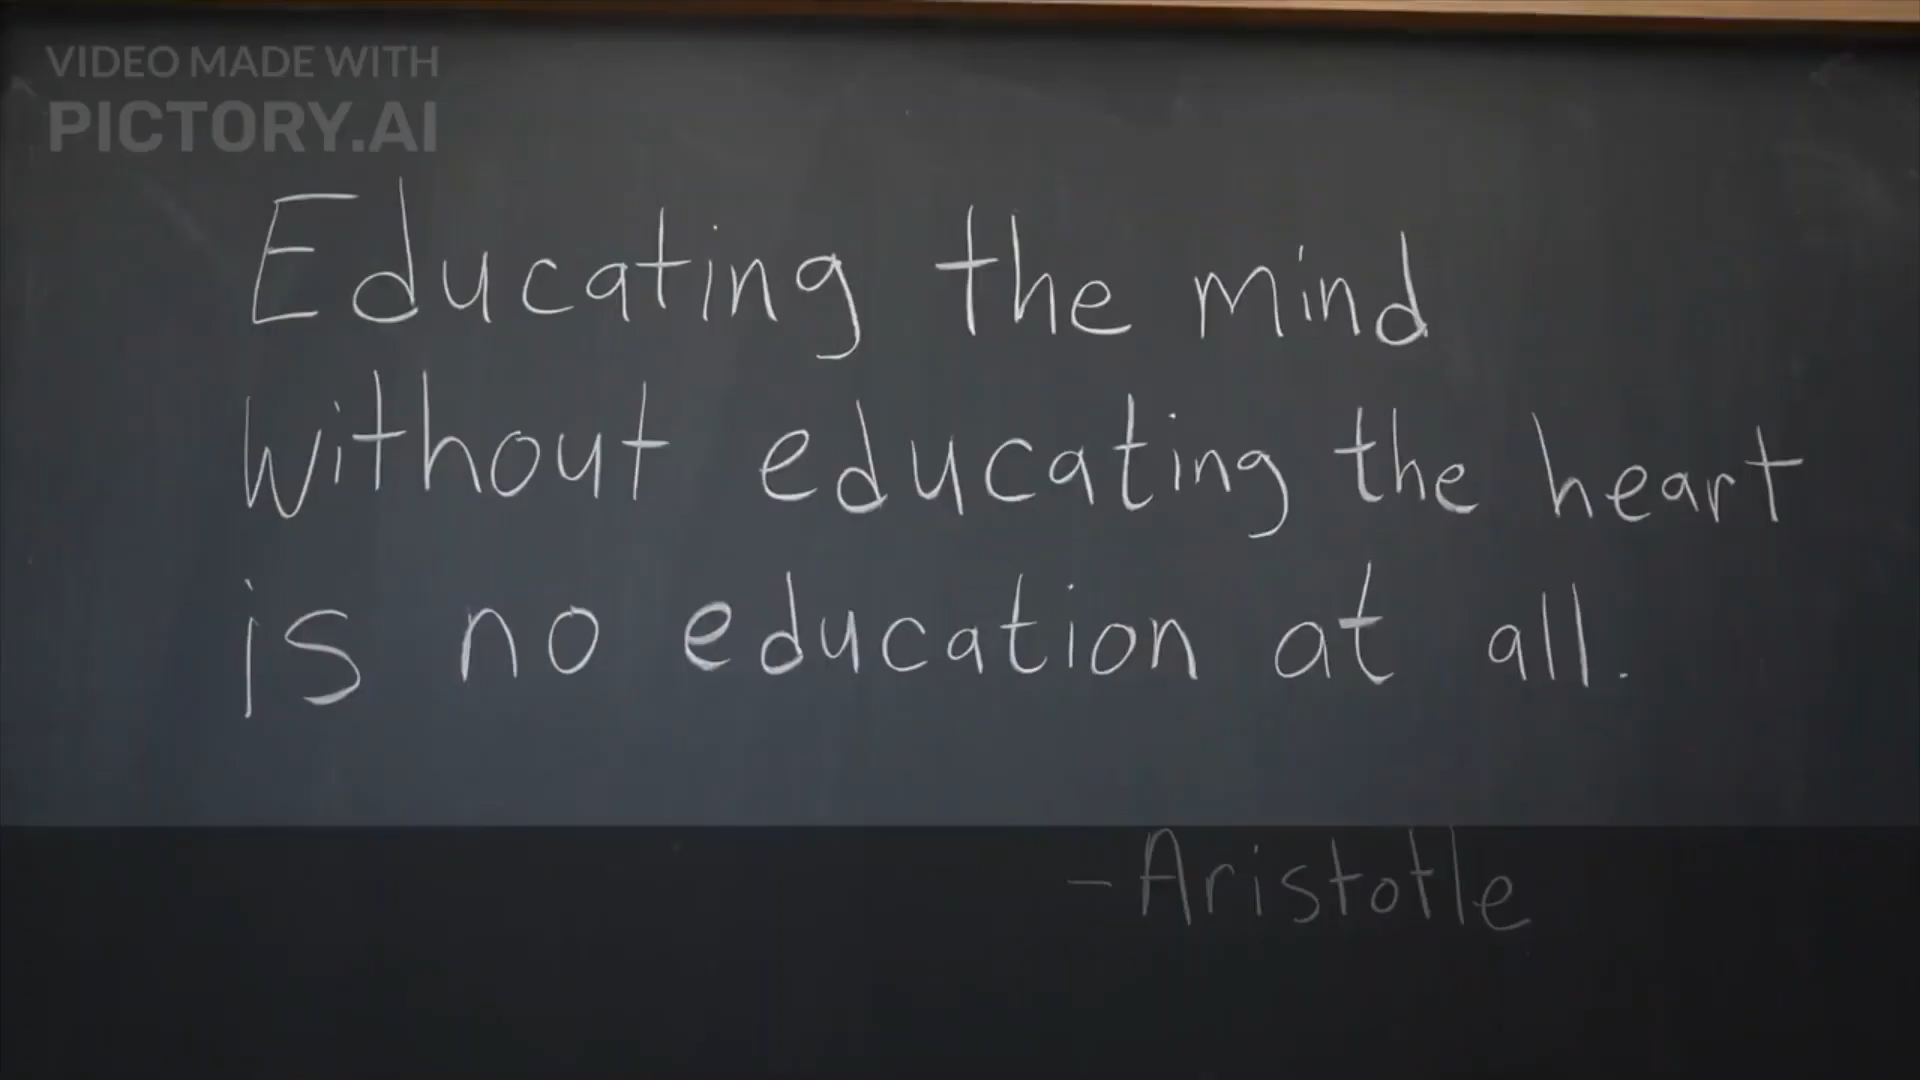 VIDEO MADE WITH
PICTORY.AI
Educating the mind
without educating the heart
is no education at all.
-Aristotle